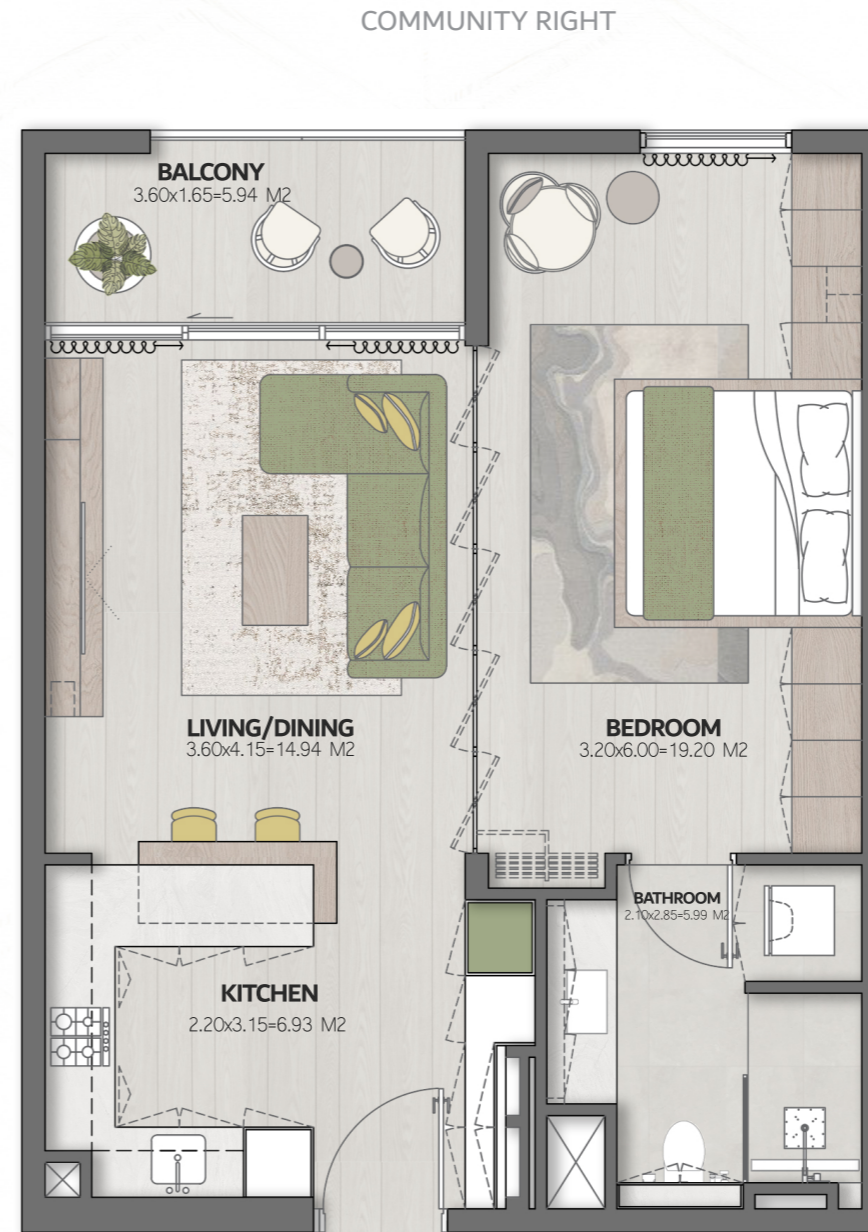 COMMUNITY RIGHT
BALCONY
3.60x1.65=5.94 M2
LIVING/DINING
3.60x4.15=14.94 M2
BEDROOM
3.20x6.00=19.20 M2
BATHROOM
2.10x2.85=5.99 M2
KITCHEN
2.20x3.15=6.93 M2